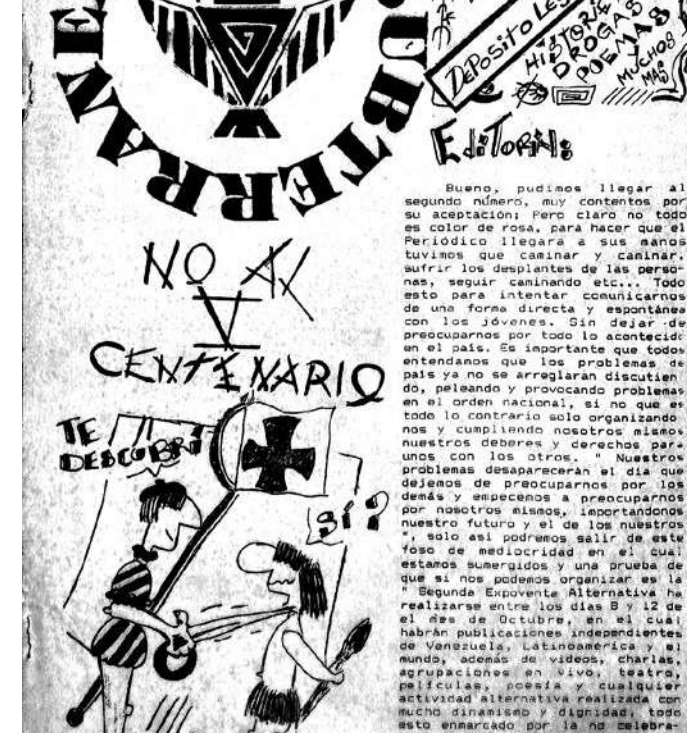 SUBTERRANE
DEPOSITO LEG
HISTORIE
DROGAS
POEMAS
Y
MUCHOS
MAS
EdiTORiAl:
Bueno, pudimos llegar al
segundo número, muy contentos por
su aceptación; Pero claro no todo
es color de rosa, para hacer que el
Periódico llegara a sus manos
tuvimos que caminar y caminar,
sufrir los desplantes de las perso-
nas, seguir caminando etc... Todo
esto para intentar comunicarnos
de una forma directa y espontánea
con los jóvenes. Sin dejar de
preocuparnos por todo lo acontecido
en el país. Es importante que todos
entendamos que los problemas de
pais ya no se arreglaran discutien
do, peleando y provocando problemas
en el orden nacional, si no que es
todo lo contrario solo organizando
nos y cumpliendo nosotros mismos
nuestros deberes y derechos para
unos con los otros. " Nuestros
problemas desaparecerán el dia que
dejemos de preocuparnos por los
demás y empecemos a preocuparnos
por nosotros mismos, importandonos
nuestro futuro y el de los nuestros
", solo asi podremos salir de este
foso de mediocridad en el cual
estamos sumergidos y una prueba de
que si nos podemos organizar es la
" Segunda Expovente Alternativa ha
realizarse entre los dias 8 y 12 de
el mes de Octubre, en el cual
habrán publicaciones independientes
de Venezuela, Latinoamérica y el
mundo, además de videos, charlas,
agrupaciones en vivo, teatro,
películas, poesía y cualquier
actividad alternativa realizada con
mucho dinamismo y dignidad, todo
esto enmarcado por la no celebra-
NO AL
V
CENTENARIO
TE
DESCUBRÍ
SÍ?